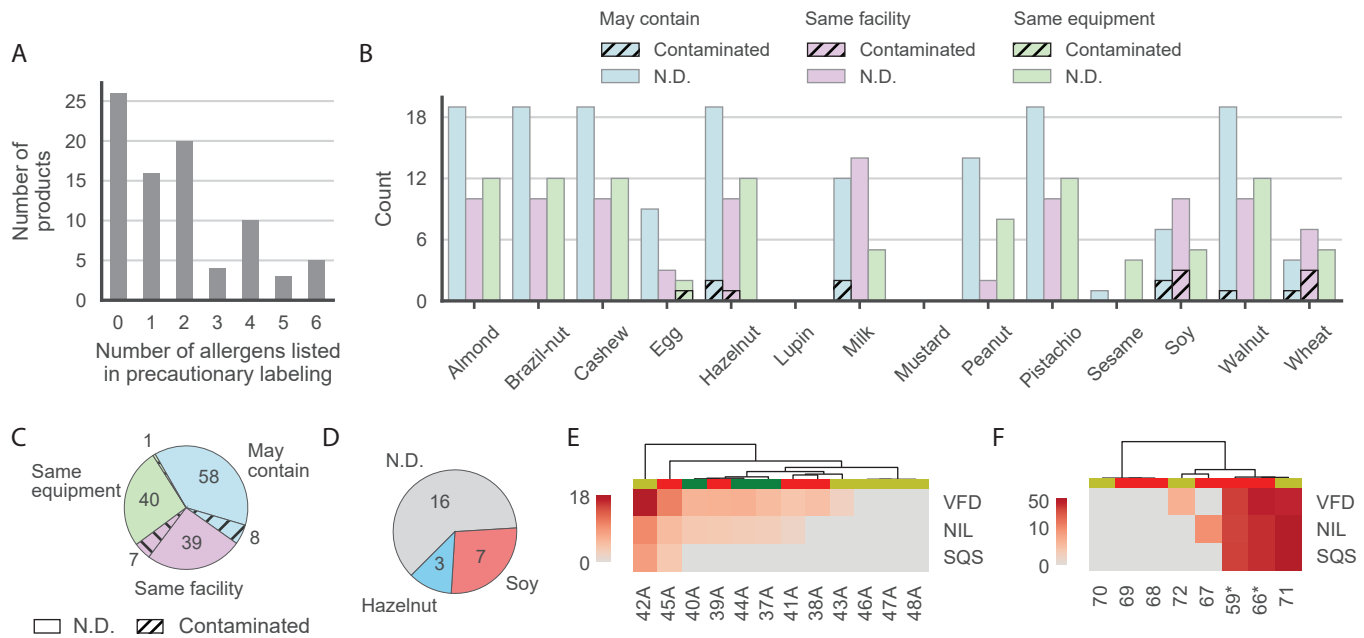 A
Number of
products
25
20
15
10
5
0
0 1 2 3 4 5 6
Number of allergens listed
in precautionary labeling
B
May contain
Contaminated
N.D.
Same facility
Contaminated
N.D.
Same equipment
Contaminated
N.D.
Count
18
12
6
0
Almond
Brazil-nut
Cashew
Egg
Hazelnut
Lupin
Milk
Mustard
Peanut
Pistachio
Sesame
Soy
Walnut
Wheat
C
1
May
contain
58
Same
equipment
40
8
7
39
Same facility
N.D.
Contaminated
D
N.D.
16
3
7
Soy
Hazelnut
E
18
0
VFD
NIL
SQS
42A
45A
40A
39A
44A
37A
41A
38A
43A
46A
47A
48A
F
50
10
0
VFD
NIL
SQS
70
69
68
72
67
59*
66*
71